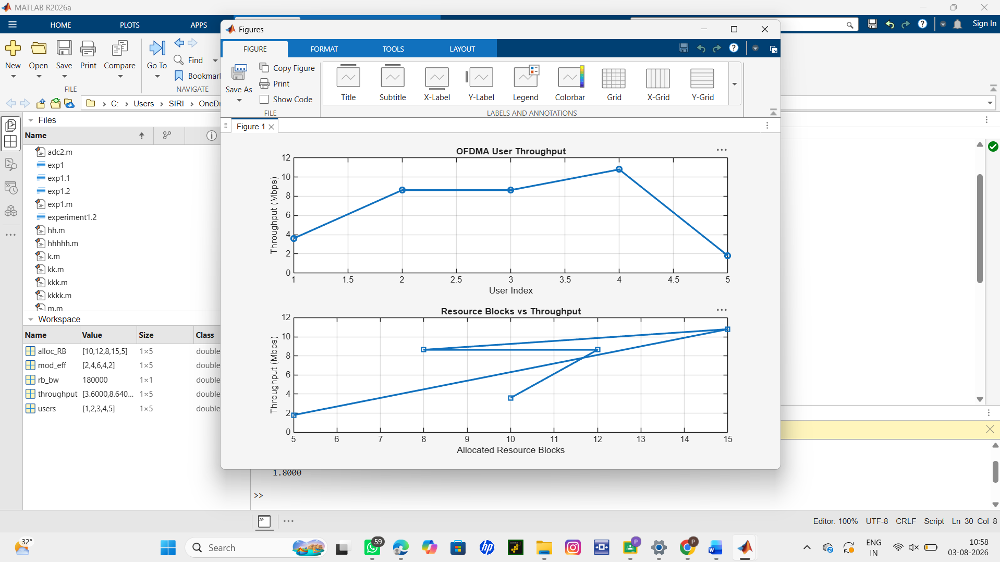 MATLAB R2026a
HOME PLOTS APPS
Sign In
New Open Save Print Compare Go To Find
Bookmar
FILE NAVIGATE
C: Users SIRI OneDr
Files
Name
adc2.m
exp1
exp1.1
exp1.2
exp1.m
experiment1.2
hh.m
hhhhh.m
k.m
kk.m
kkk.m
kkkk.m
m.m
Workspace
Name Value Size Class
alloc_RB [10,12,8,15,5] 1×5 double
mod_eff [2,4,6,4,2] 1×5 double
rb_bw 180000 1×1 double
throughput [3.6000,8.640... 1×5 double
users [1,2,3,4,5] 1×5 double
Figures
FIGURE FORMAT TOOLS LAYOUT
Save As
Copy Figure
Print
Show Code
FILE
Title Subtitle X-Label Y-Label Legend Colorbar Grid X-Grid Y-Grid
LABELS AND ANNOTATIONS
Figure 1
OFDMA User Throughput
Throughput (Mbps)
12
10
8
6
4
2
0
1 1.5 2 2.5 3 3.5 4 4.5 5
User Index
Resource Blocks vs Throughput
Throughput (Mbps)
12
10
8
6
4
2
0
5 6 7 8 9 10 11 12 13 14 15
Allocated Resource Blocks
1.8000
>>
Editor: 100% UTF-8 CRLF Script Ln 30 Col 8
32°
Search
59
P
P
ENG
IN
10:58
03-08-2026